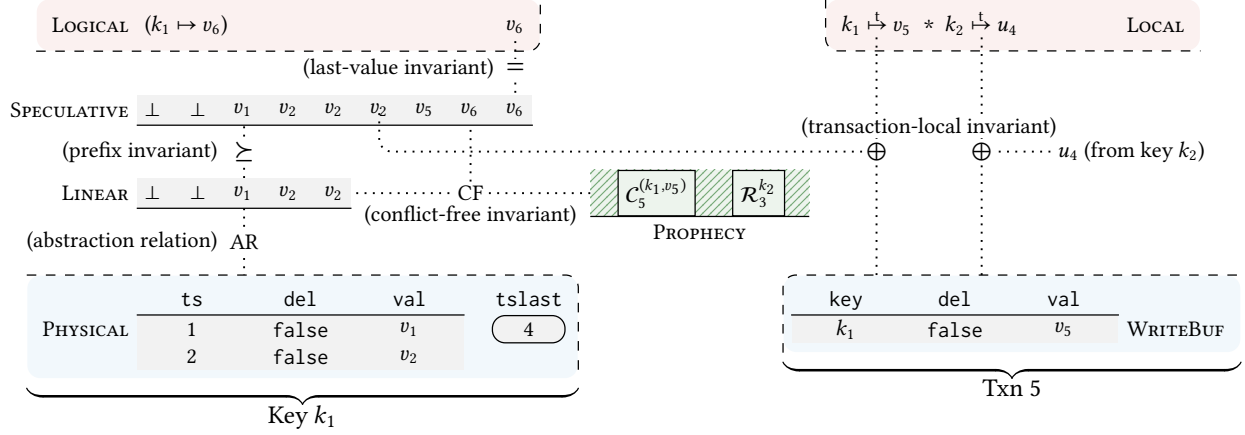 LOGICAL (k₁ ↦ v₆) v₆
k₁ ↦ᵗ v₅ * k₂ ↦ᵗ u₄ LOCAL
(last-value invariant) =
SPECULATIVE ⊥ ⊥ v₁ v₂ v₂ v₂ v₅ v₆ v₆
(transaction-local invariant)
(prefix invariant) ⪰
⊕ ⊕ u₄ (from key k₂)
LINEAR ⊥ ⊥ v₁ v₂ v₂ CF
𝒞₅^(k₁,v₅) ℛ₃^k₂
(conflict-free invariant)
PROPHECY
(abstraction relation) AR
ts del val tslast
PHYSICAL 1 false v₁ 4
2 false v₂
Key k₁
key del val
k₁ false v₅ WRITEBUF
Txn 5